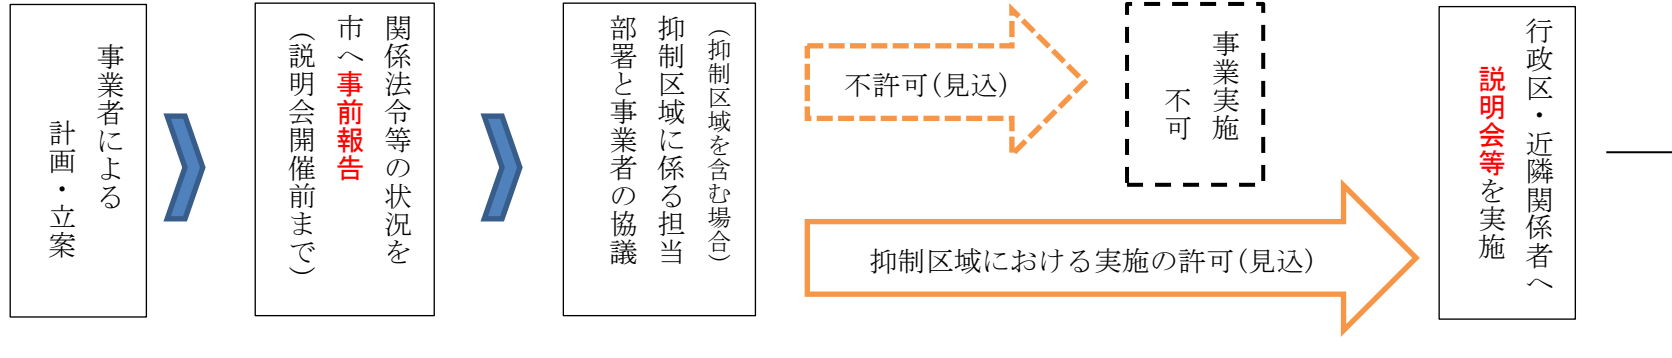 事業者による
計画・立案
関係法令等の状況を
市へ事前報告
（説明会開催前まで）
（抑制区域を含む場合）
抑制区域に係る担当
部署と事業者の協議
不許可(見込)
事業実施
不可
抑制区域における実施の許可(見込)
行政区・近隣関係者へ
説明会等を実施